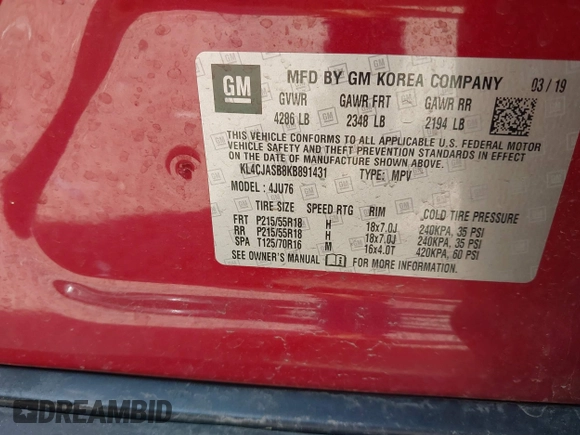 GM
MFD BY GM KOREA COMPANY 03/19
GVWR GAWR FRT GAWR RR
4286 LB 2348 LB 2194 LB
THIS VEHICLE CONFORMS TO ALL APPLICABLE U.S. FEDERAL MOTOR
VEHICLE SAFETY AND THEFT PREVENTION STANDARDS IN EFFECT ON
THE DATE OF MANUFACTURE SHOWN ABOVE.
KL4CJASB8KB891431 TYPE: MPV
MODEL: 4JU76
TIRE SIZE SPEED RTG RIM COLD TIRE PRESSURE
FRT P215/55R18 H 18x7.0J 240KPA, 35 PSI
RR P215/55R18 H 18x7.0J 240KPA, 35 PSI
SPA T125/70R16 M 16x4.0T 420KPA, 60 PSI
SEE OWNER'S MANUAL i FOR MORE INFORMATION.
DREAMBID